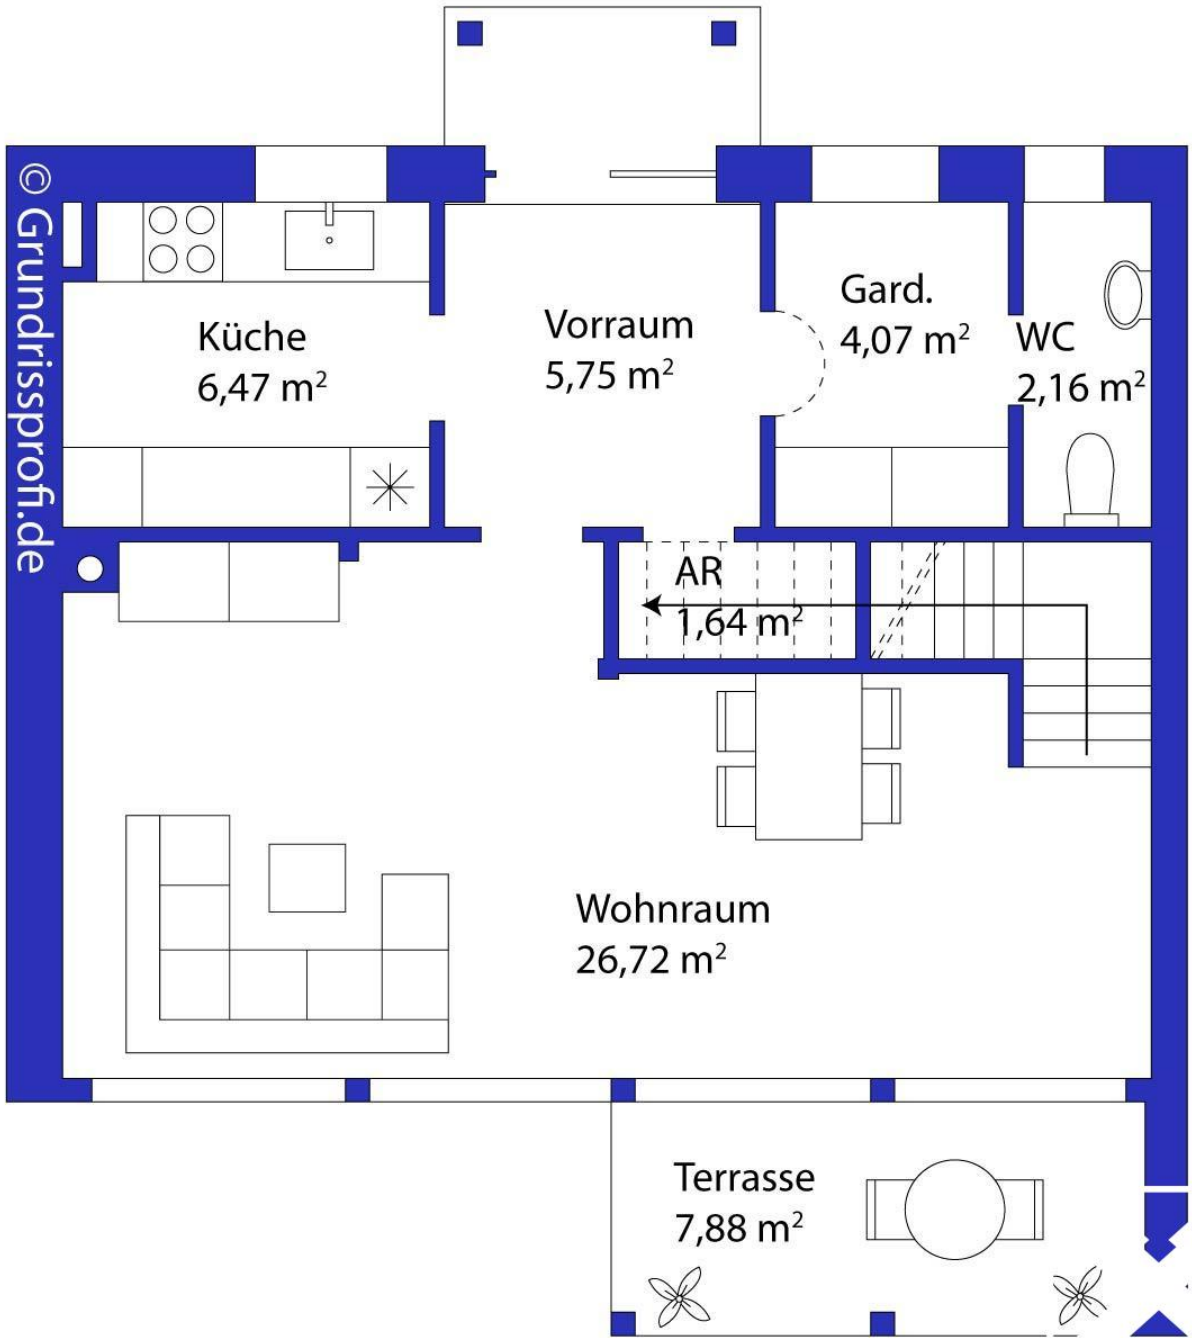 © Grundrissprofi.de
Küche
6,47 m²
Vorraum
5,75 m²
Gard.
4,07 m²
WC
2,16 m²
AR
1,64 m²
Wohnraum
26,72 m²
Terrasse
7,88 m²